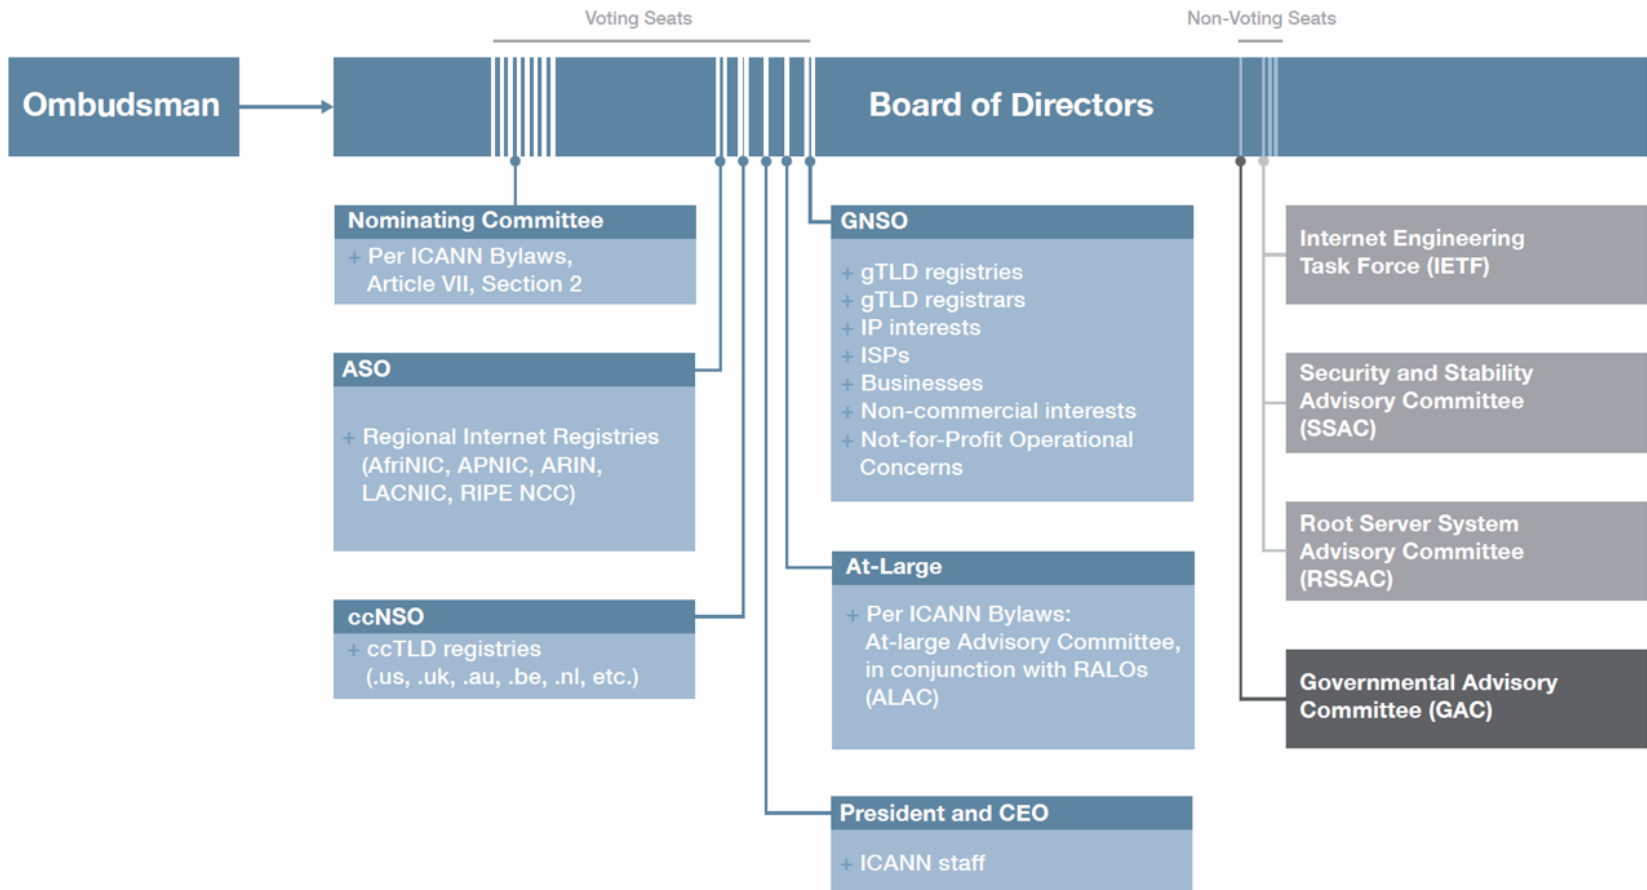 Voting Seats
Non-Voting Seats
Ombudsman
Board of Directors
Nominating Committee
+ Per ICANN Bylaws,
Article VII, Section 2
ASO
+ Regional Internet Registries
(AfriNIC, APNIC, ARIN,
LACNIC, RIPE NCC)
ccNSO
+ ccTLD registries
(.us, .uk, .au, .be, .nl, etc.)
GNSO
+ gTLD registries
+ gTLD registrars
+ IP interests
+ ISPs
+ Businesses
+ Non-commercial interests
+ Not-for-Profit Operational
Concerns
At-Large
+ Per ICANN Bylaws:
At-large Advisory Committee,
in conjunction with RALOs
(ALAC)
President and CEO
+ ICANN staff
Internet Engineering
Task Force (IETF)
Security and Stability
Advisory Committee
(SSAC)
Root Server System
Advisory Committee
(RSSAC)
Governmental Advisory
Committee (GAC)